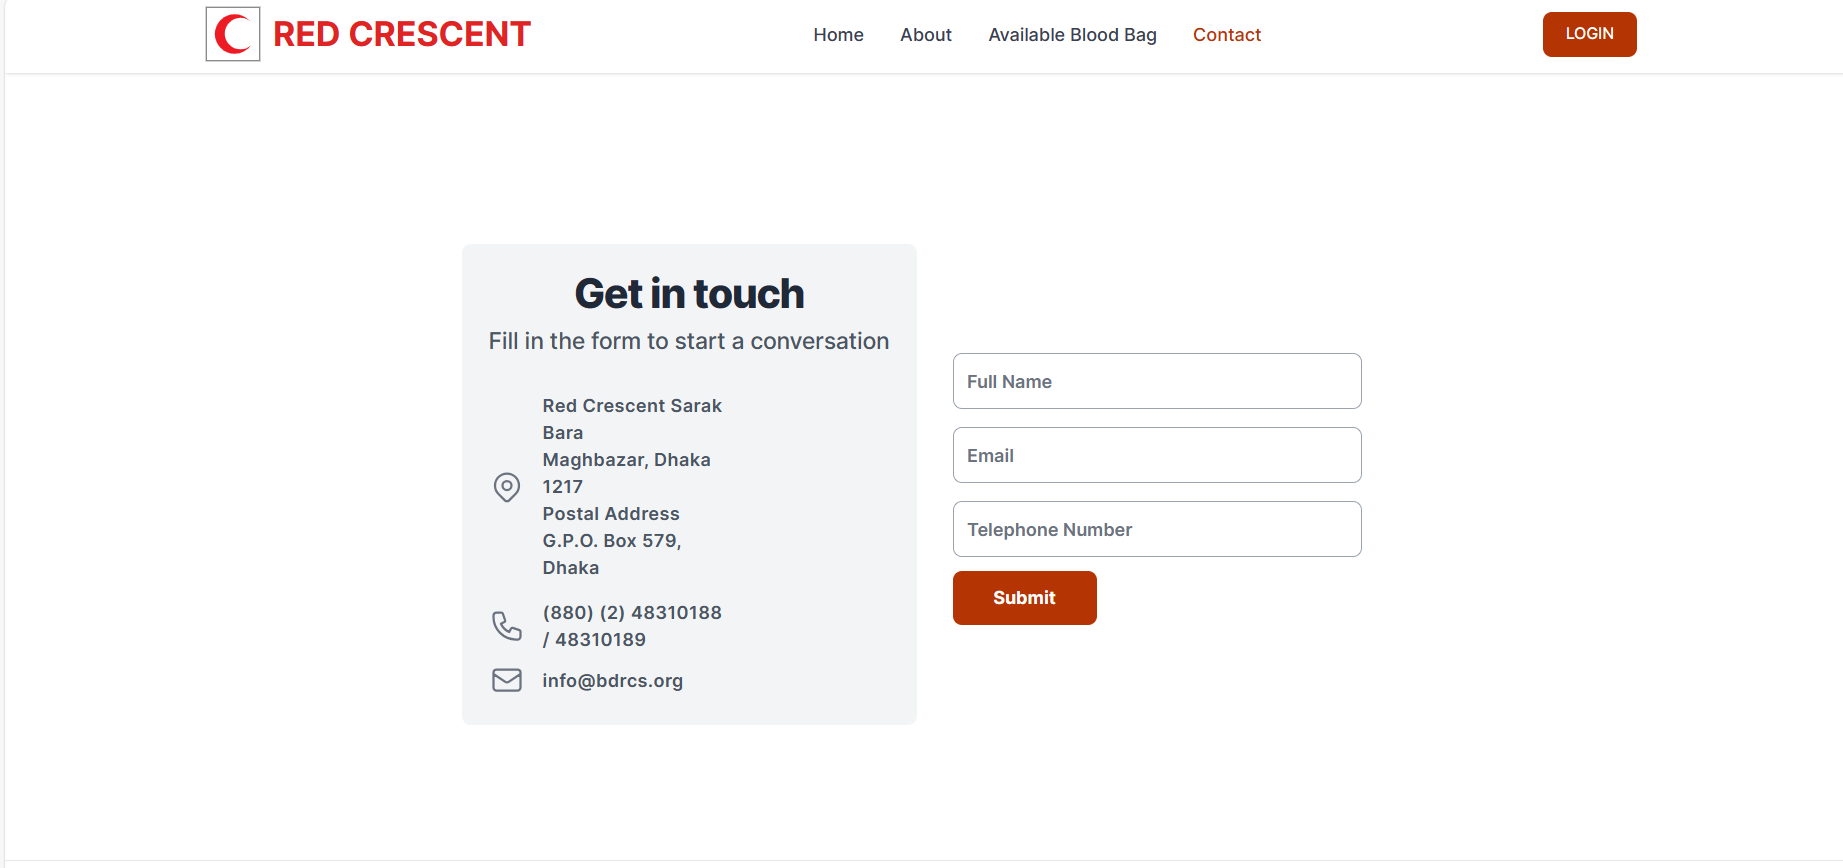 RED CRESCENT
Home
About
Available Blood Bag
Contact
LOGIN
Get in touch
Fill in the form to start a conversation
Red Crescent Sarak
Bara
Maghbazar, Dhaka
1217
Postal Address
G.P.O. Box 579,
Dhaka
(880) (2) 48310188
/ 48310189
info@bdrcs.org
Full Name
Email
Telephone Number
Submit